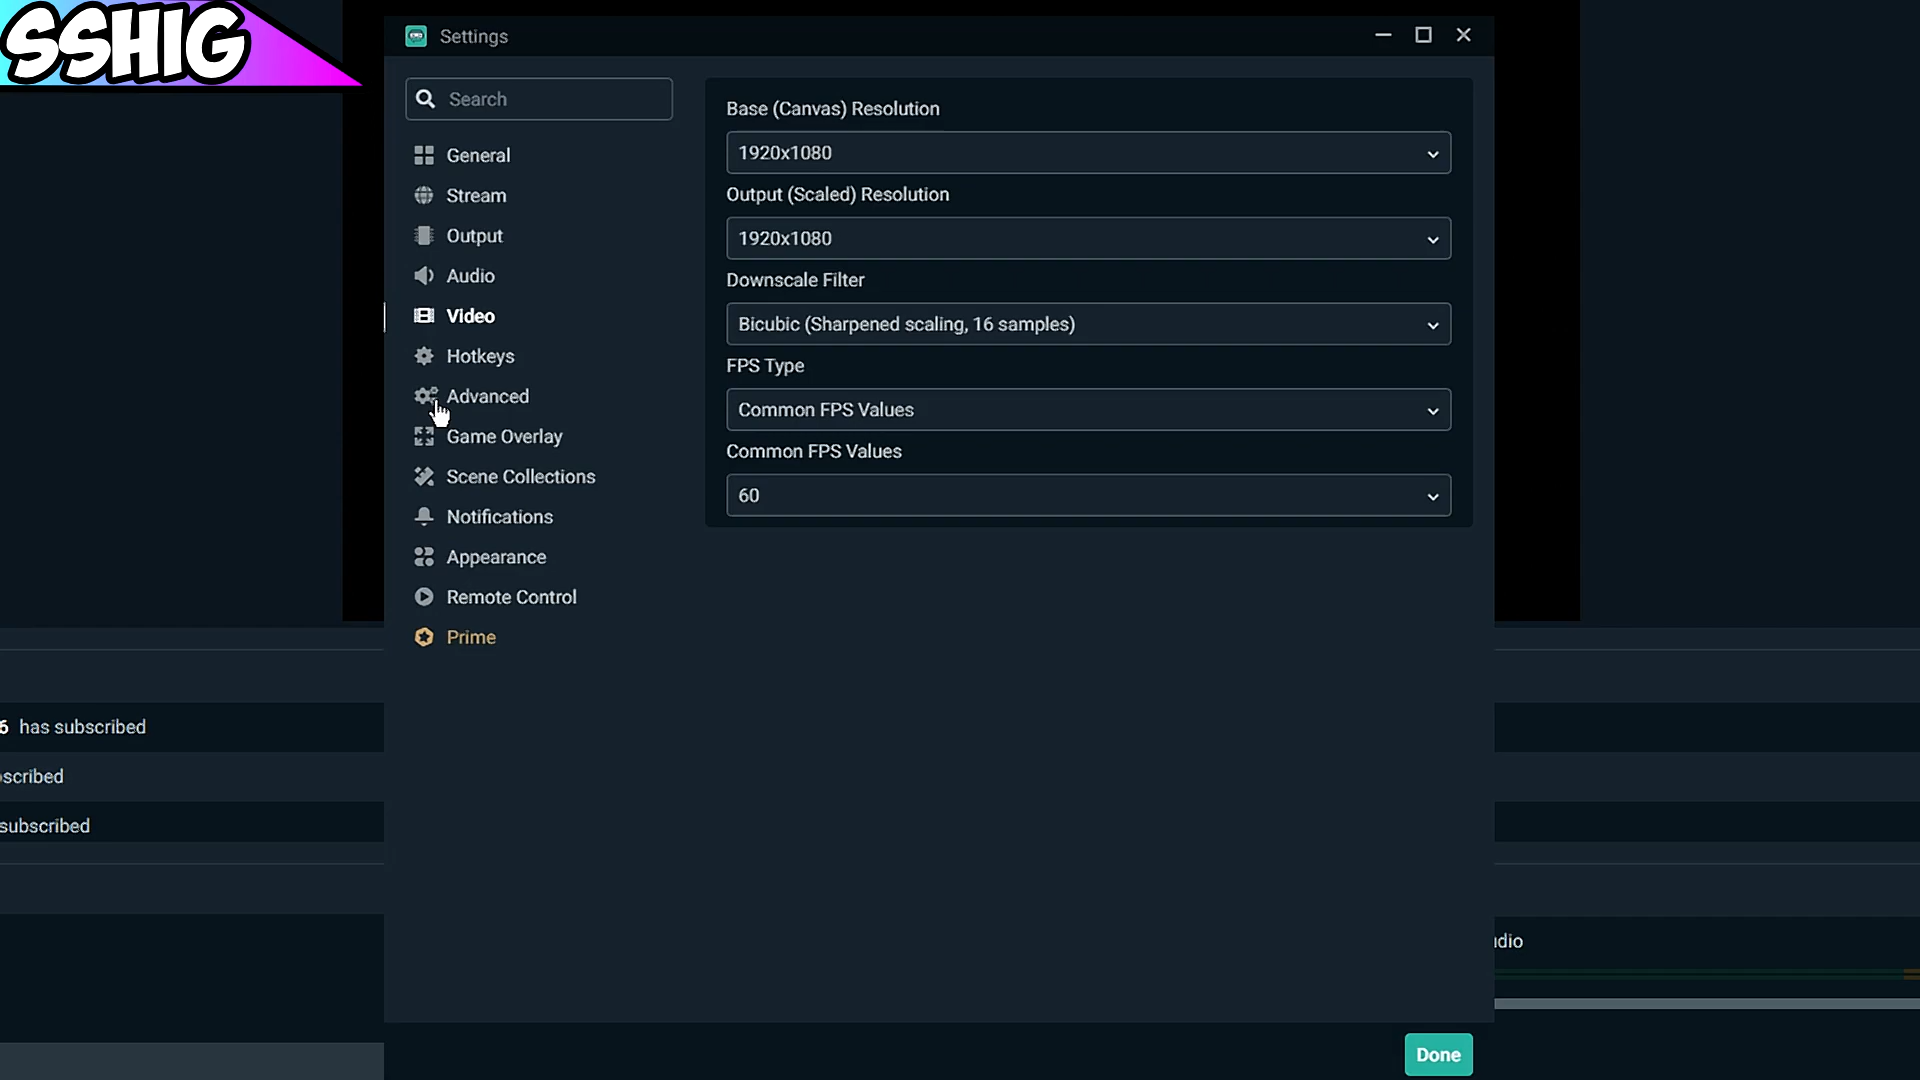 SSHIG
Settings
Search
General
Stream
Output
Audio
Video
Hotkeys
Advanced
Game Overlay
Scene Collections
Notifications
Appearance
Remote Control
Prime
Base (Canvas) Resolution
1920x1080
Output (Scaled) Resolution
1920x1080
Downscale Filter
Bicubic (Sharpened scaling, 16 samples)
FPS Type
Common FPS Values
Common FPS Values
60
6 has subscribed
scribed
subscribed
dio
Done